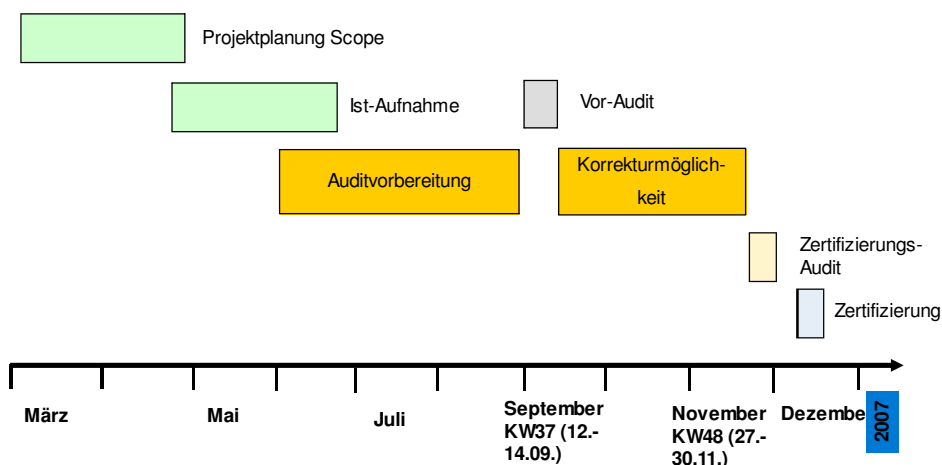 Projektplanung Scope
Ist-Aufnahme
Vor-Audit
Auditvorbereitung
Korrekturmöglich-
keit
Zertifizierungs-
Audit
Zertifizierung
März
Mai
Juli
September
KW37 (12.-
14.09.)
November
KW48 (27.-
30.11.)
Dezembe
2007